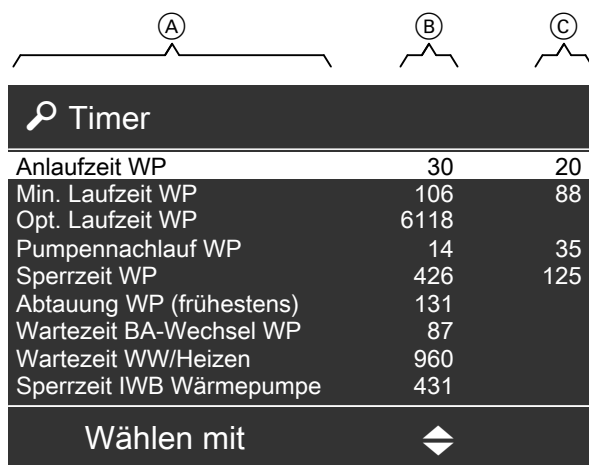 A B C
Timer
Anlaufzeit WP 30 20
Min. Laufzeit WP 106 88
Opt. Laufzeit WP 6118
Pumpennachlauf WP 14 35
Sperrzeit WP 426 125
Abtauung WP (frühestens) 131
Wartezeit BA-Wechsel WP 87
Wartezeit WW/Heizen 960
Sperrzeit IWB Wärmepumpe 431
Wählen mit